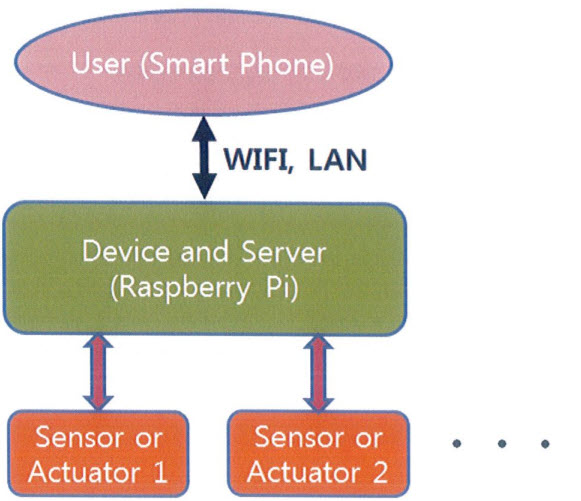 User (Smart Phone)
WIFI, LAN
Device and Server
(Raspberry Pi)
Sensor or
Actuator 1
Sensor or
Actuator 2
. . .